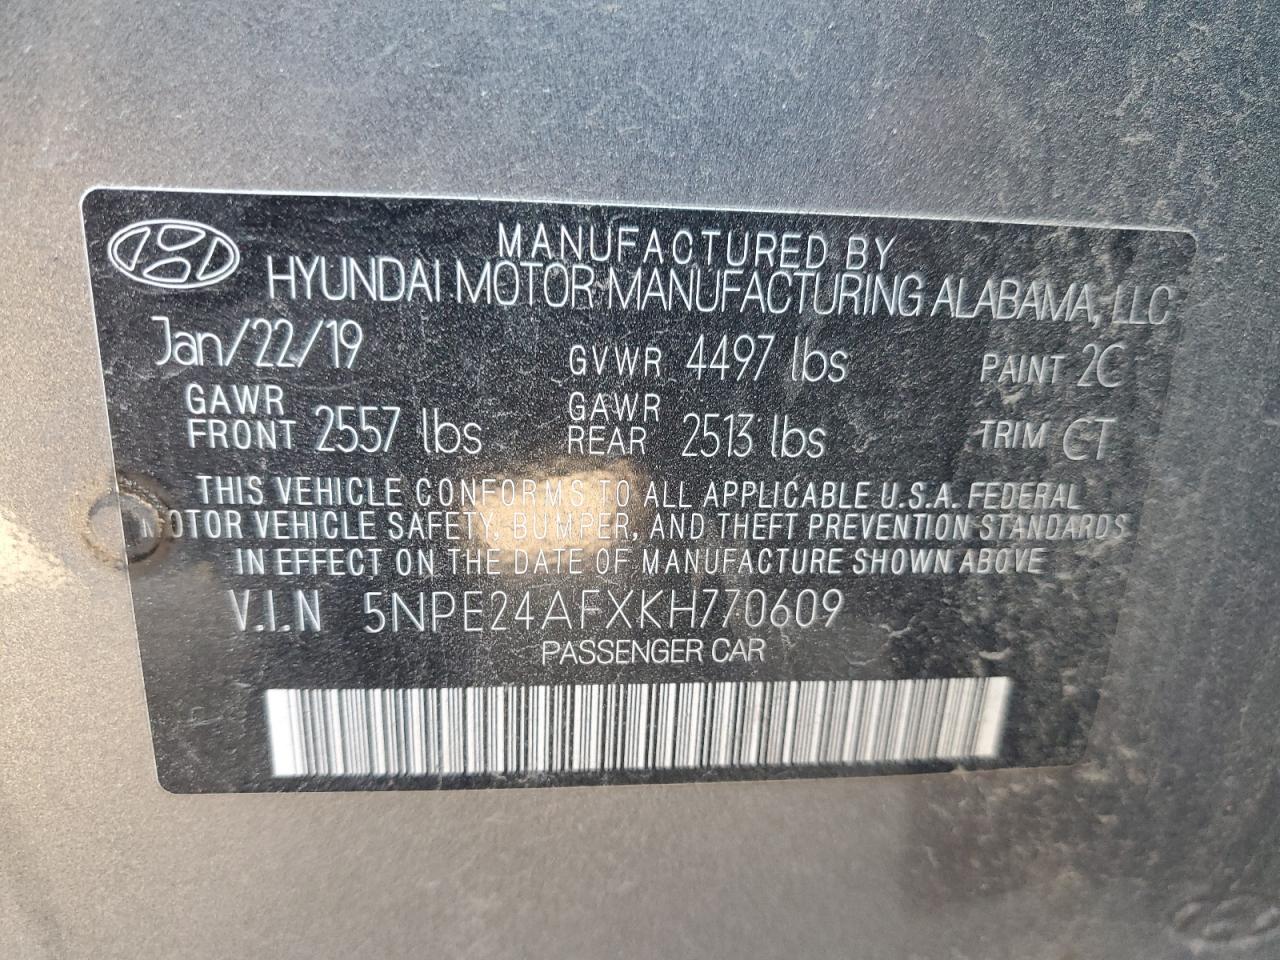 MANUFACTURED BY
HYUNDAI MOTOR MANUFACTURING ALABAMA, LLC
Jan/22/19 GVWR 4497 lbs PAINT 2C
GAWR FRONT 2557 lbs GAWR REAR 2513 lbs TRIM CT
THIS VEHICLE CONFORMS TO ALL APPLICABLE U.S.A. FEDERAL
MOTOR VEHICLE SAFETY, BUMPER, AND THEFT PREVENTION STANDARDS
IN EFFECT ON THE DATE OF MANUFACTURE SHOWN ABOVE
V.I.N 5NPE24AFXKH770609
PASSENGER CAR